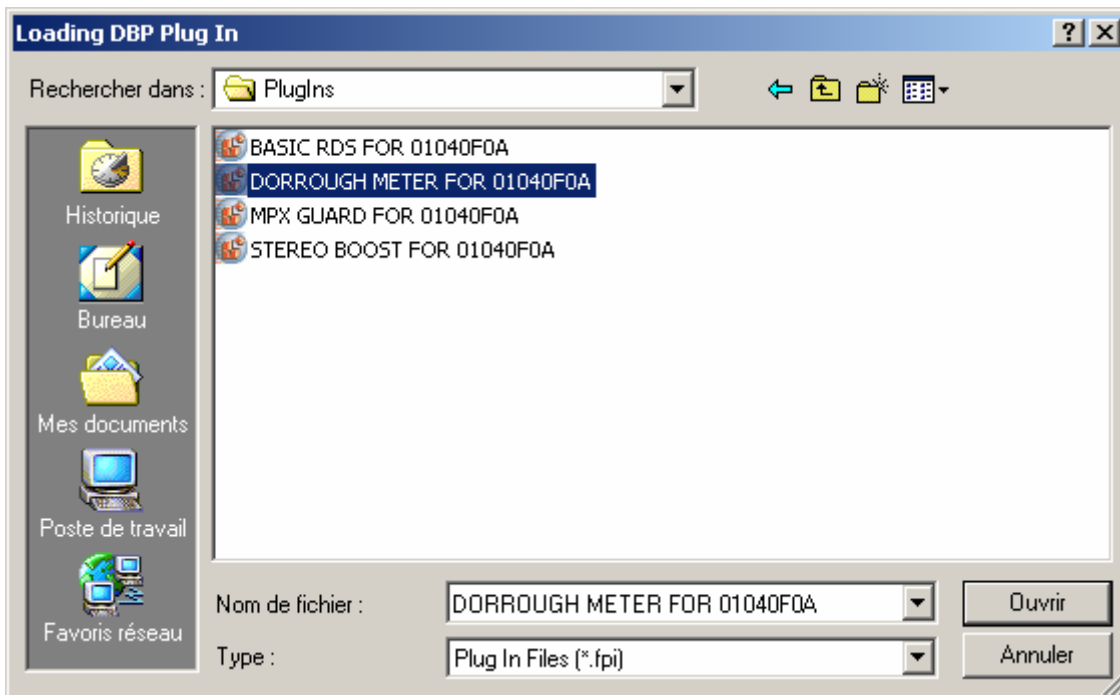 Loading DBP Plug In
Rechercher dans : PlugIns
Historique
Bureau
Mes documents
Poste de travail
Favoris réseau
BASIC RDS FOR 01040F0A
DORROUGH METER FOR 01040F0A
MPX GUARD FOR 01040F0A
STEREO BOOST FOR 01040F0A
Nom de fichier : DORROUGH METER FOR 01040F0A Ouvrir
Type : Plug In Files (*.fpi) Annuler